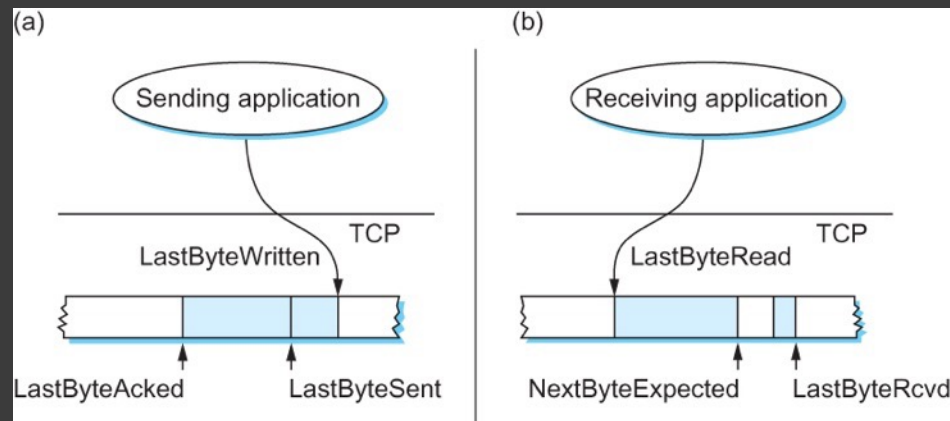 (a)
Sending application
TCP
LastByteWritten
LastByteAcked
LastByteSent
(b)
Receiving application
TCP
LastByteRead
NextByteExpected
LastByteRcvd